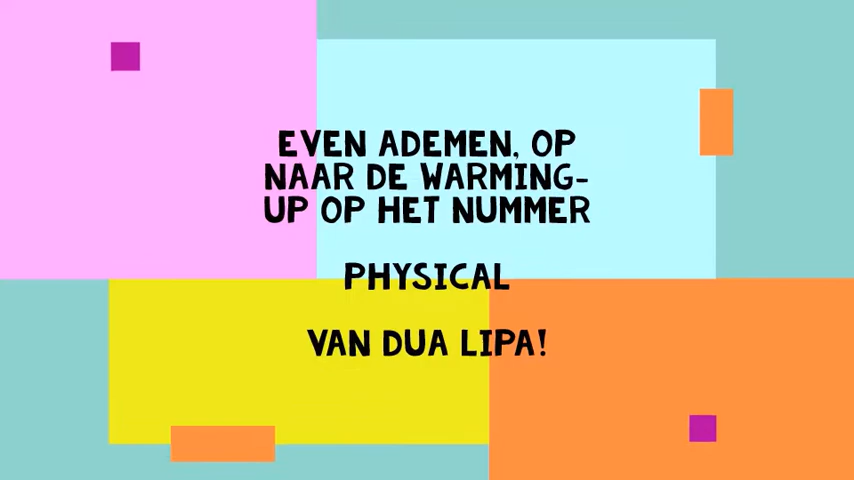 EVEN ADEMEN, OP
NAAR DE WARMING-
UP OP HET NUMMER
PHYSICAL
VAN DUA LIPA!